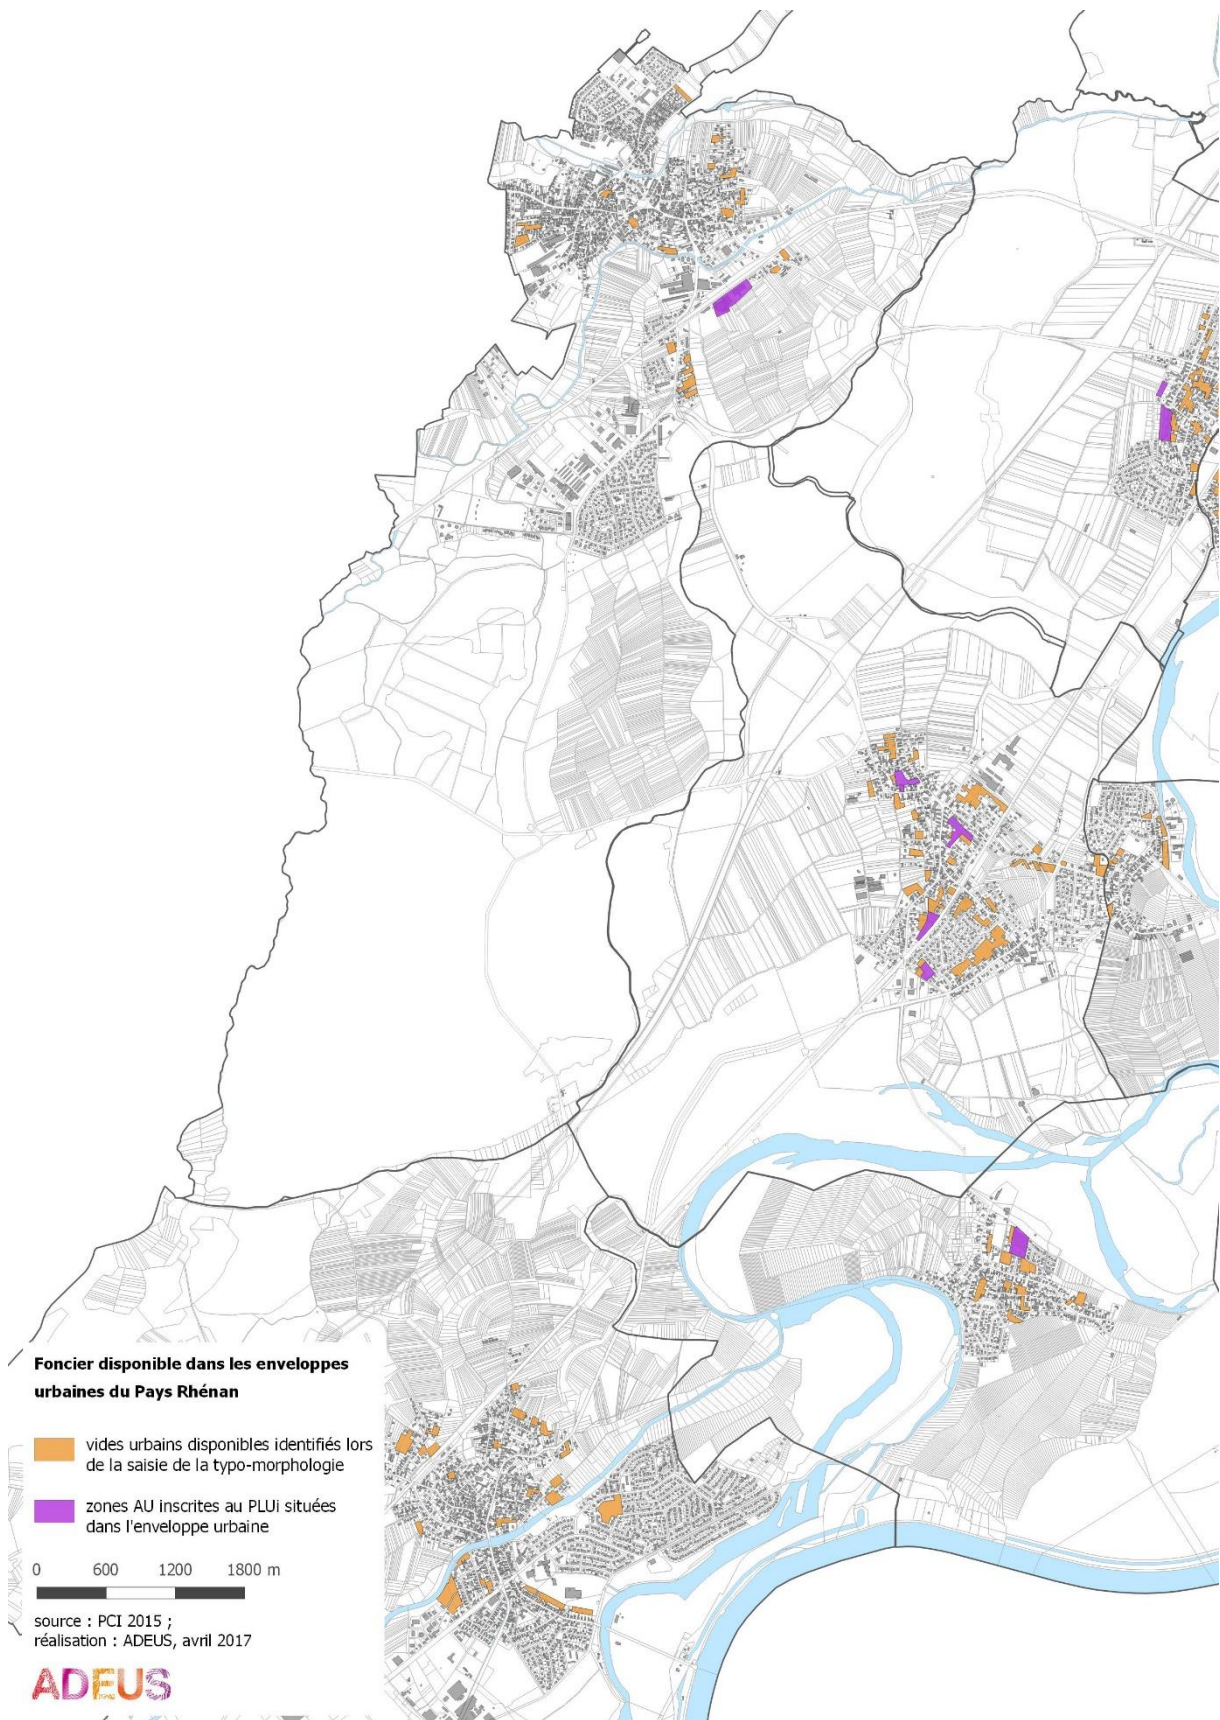 Foncier disponible dans les enveloppes
urbaines du Pays Rhénan
vides urbains disponibles identifiés lors
de la saisie de la typo-morphologie
zones AU inscrites au PLUi situées
dans l'enveloppe urbaine
0 600 1200 1800 m
source : PCI 2015 ;
réalisation : ADEUS, avril 2017
ADEUS